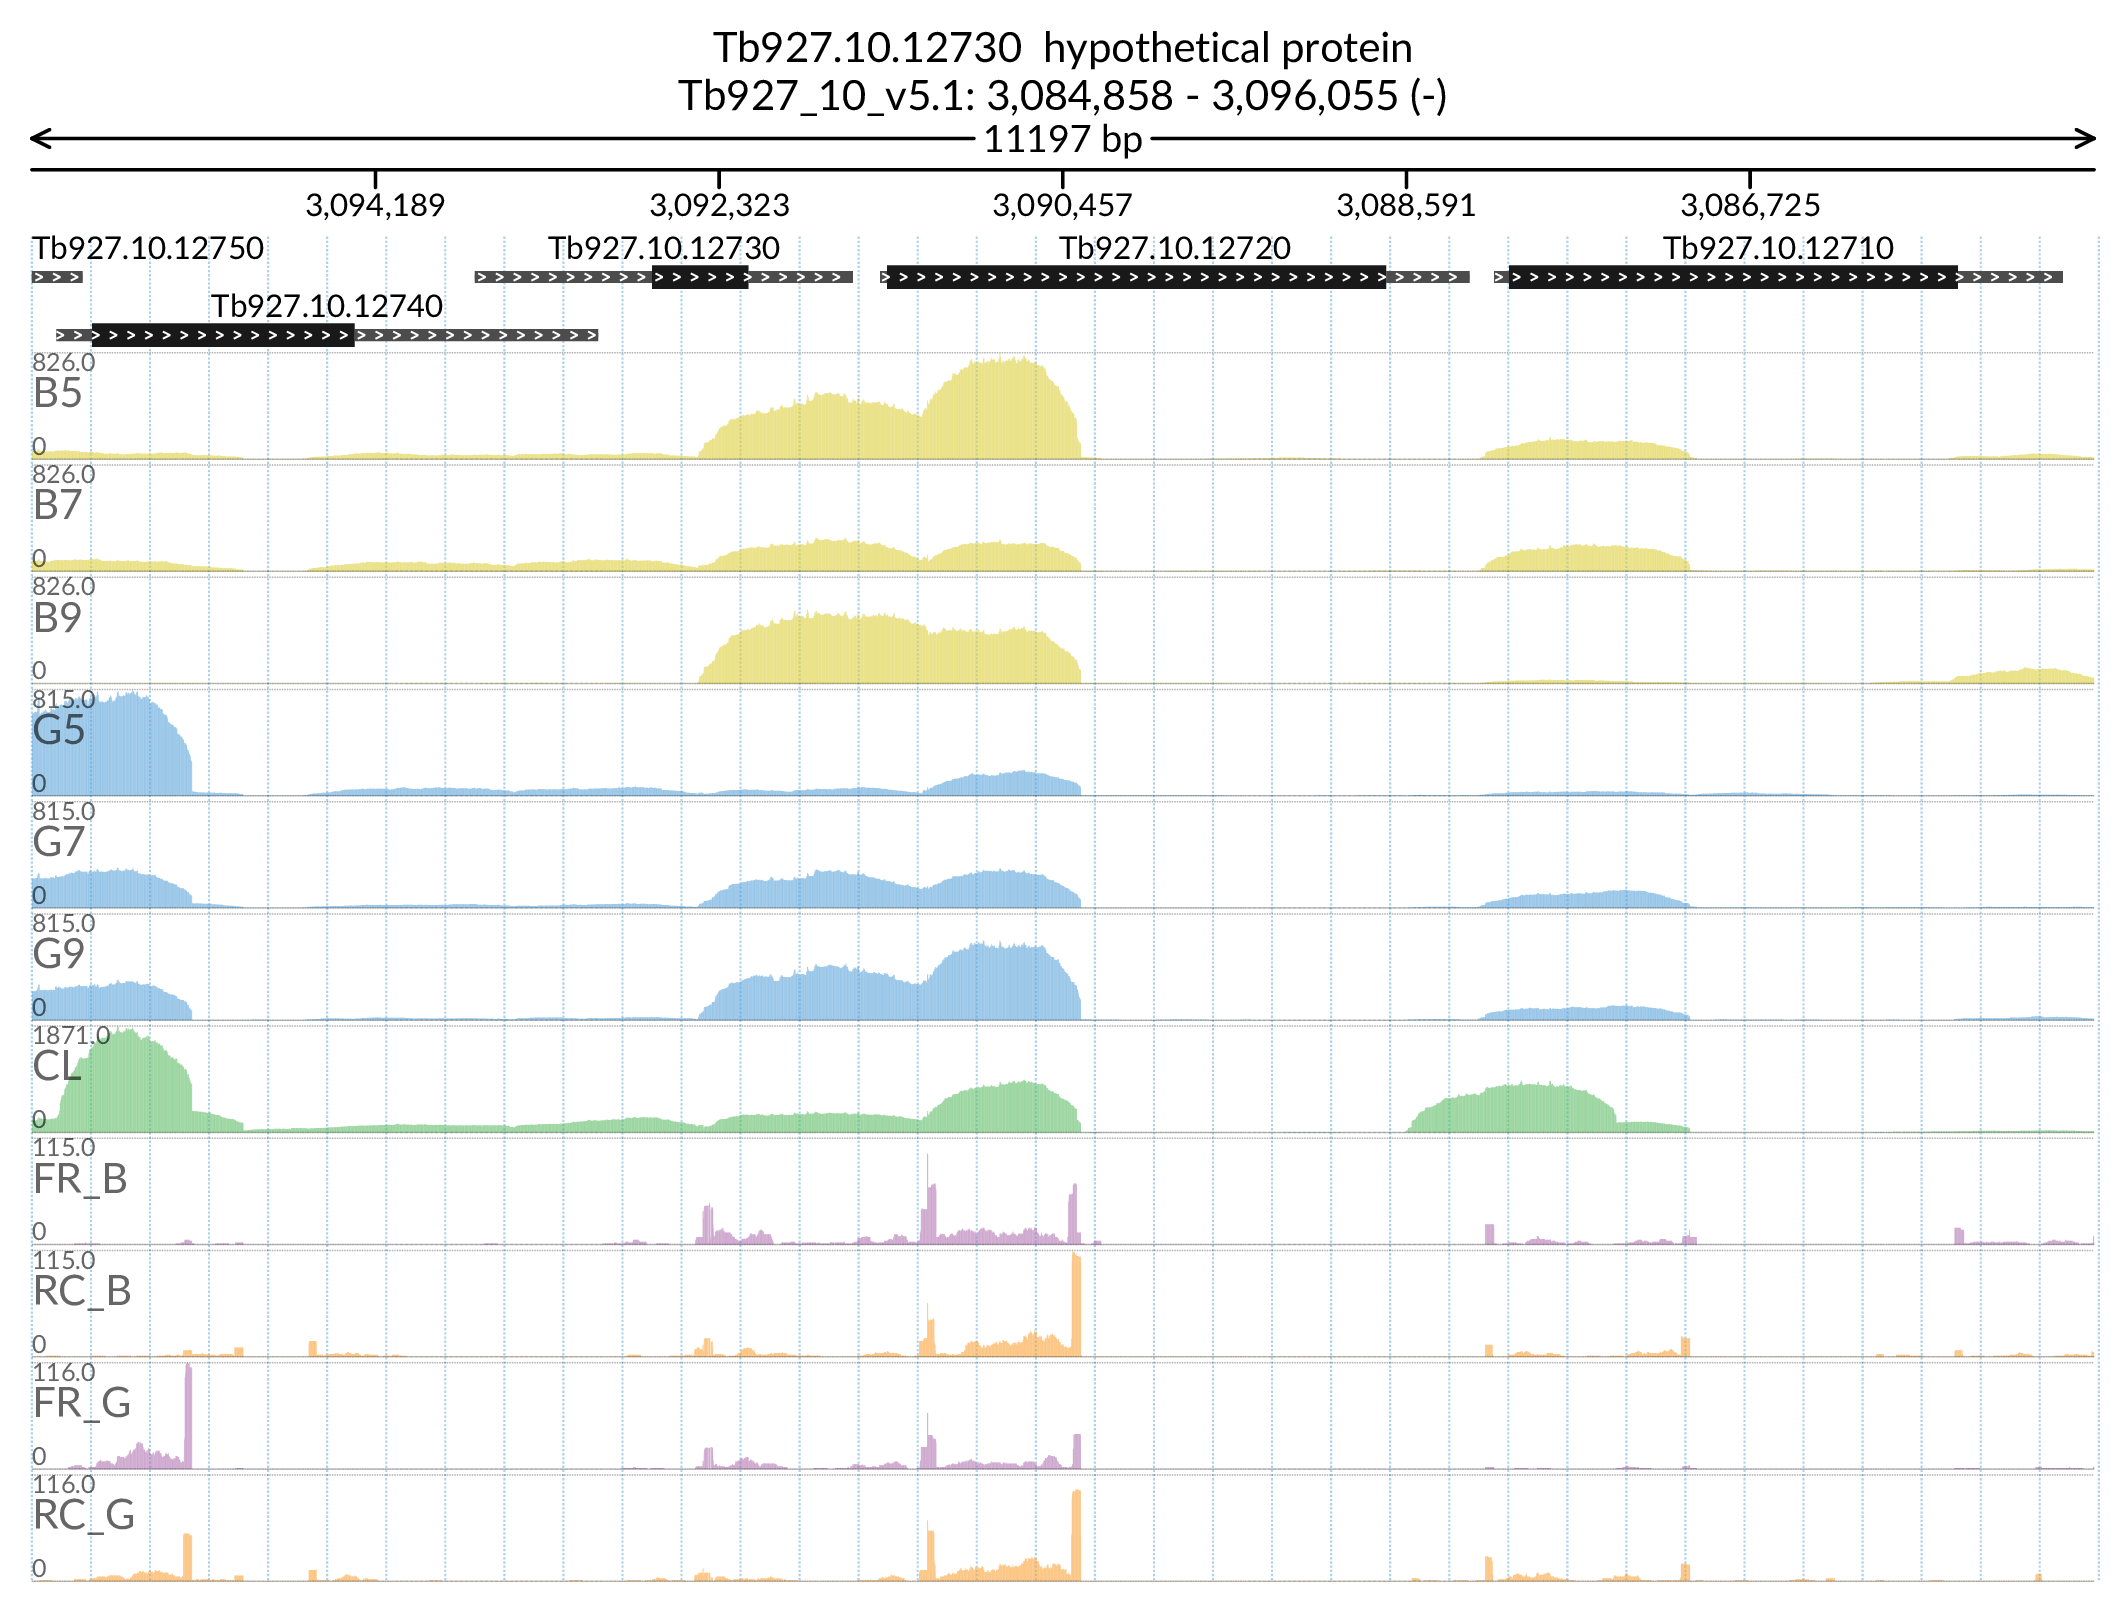 Tb927.10.12730  hypothetical protein
Tb927_10_v5.1: 3,084,858 - 3,096,055 (-)
11197 bp
3,094,189 3,092,323 3,090,457 3,088,591 3,086,725
Tb927.10.12750 Tb927.10.12730 Tb927.10.12720 Tb927.10.12710
Tb927.10.12740
826.0
B5
0
826.0
B7
0
826.0
B9
0
815.0
G5
0
815.0
G7
0
815.0
G9
0
1871.0
CL
0
115.0
FR_B
0
115.0
RC_B
0
116.0
FR_G
0
116.0
RC_G
0